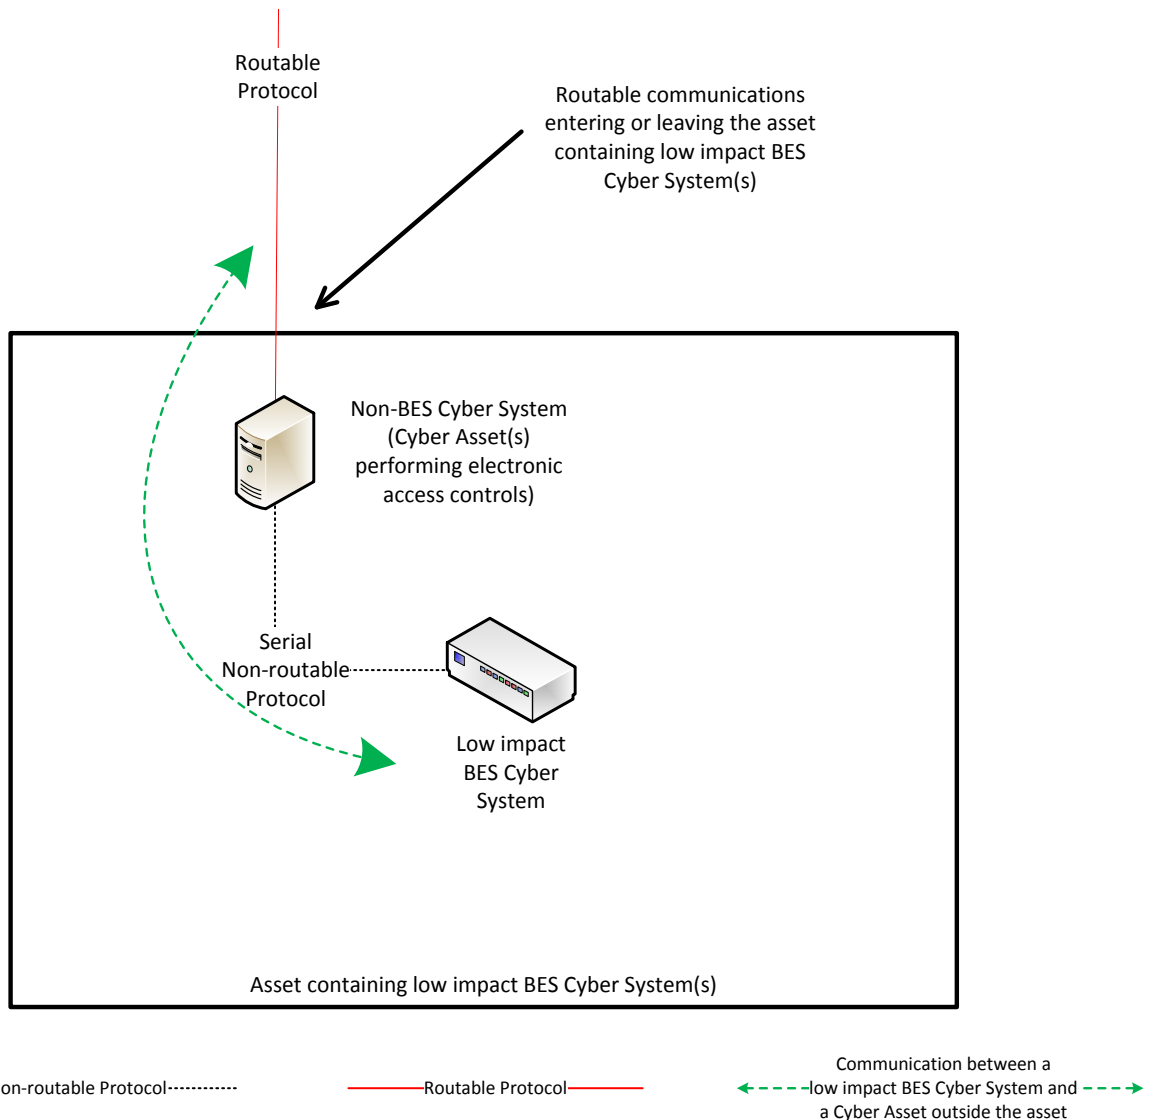 Routable
Protocol
Routable communications
entering or leaving the asset
containing low impact BES
Cyber System(s)
Non-BES Cyber System
(Cyber Asset(s)
performing electronic
access controls)
Serial
Non-routable
Protocol
Low impact
BES Cyber
System
Asset containing low impact BES Cyber System(s)
on-routable Protocol
Routable Protocol
Communication between a
low impact BES Cyber System and
a Cyber Asset outside the asset